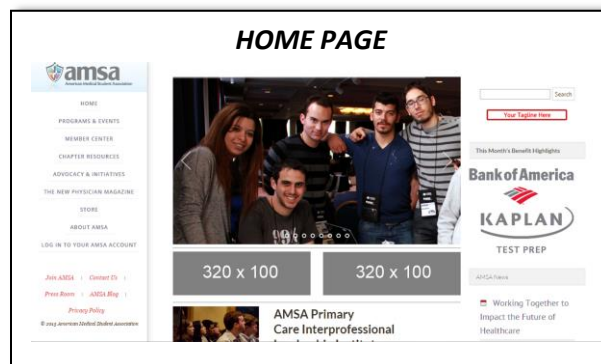 HOME PAGE
amsa
American Medical Student Association
HOME
PROGRAMS & EVENTS
MEMBER CENTER
CHAPTER RESOURCES
ADVOCACY & INITIATIVES
THE NEW PHYSICIAN MAGAZINE
STORE
ABOUT AMSA
LOG IN TO YOUR AMSA ACCOUNT
Join AMSA | Contact Us |
Press Room | AMSA Blog |
Privacy Policy
© 2013 American Medical Student Association
320 x 100
320 x 100
AMSA Primary
Care Interprofessional
Search
Your Tagline Here
This Month's Benefit Highlights
Bank of America
KAPLAN
TEST PREP
AMSA News
Working Together to
Impact the Future of
Healthcare